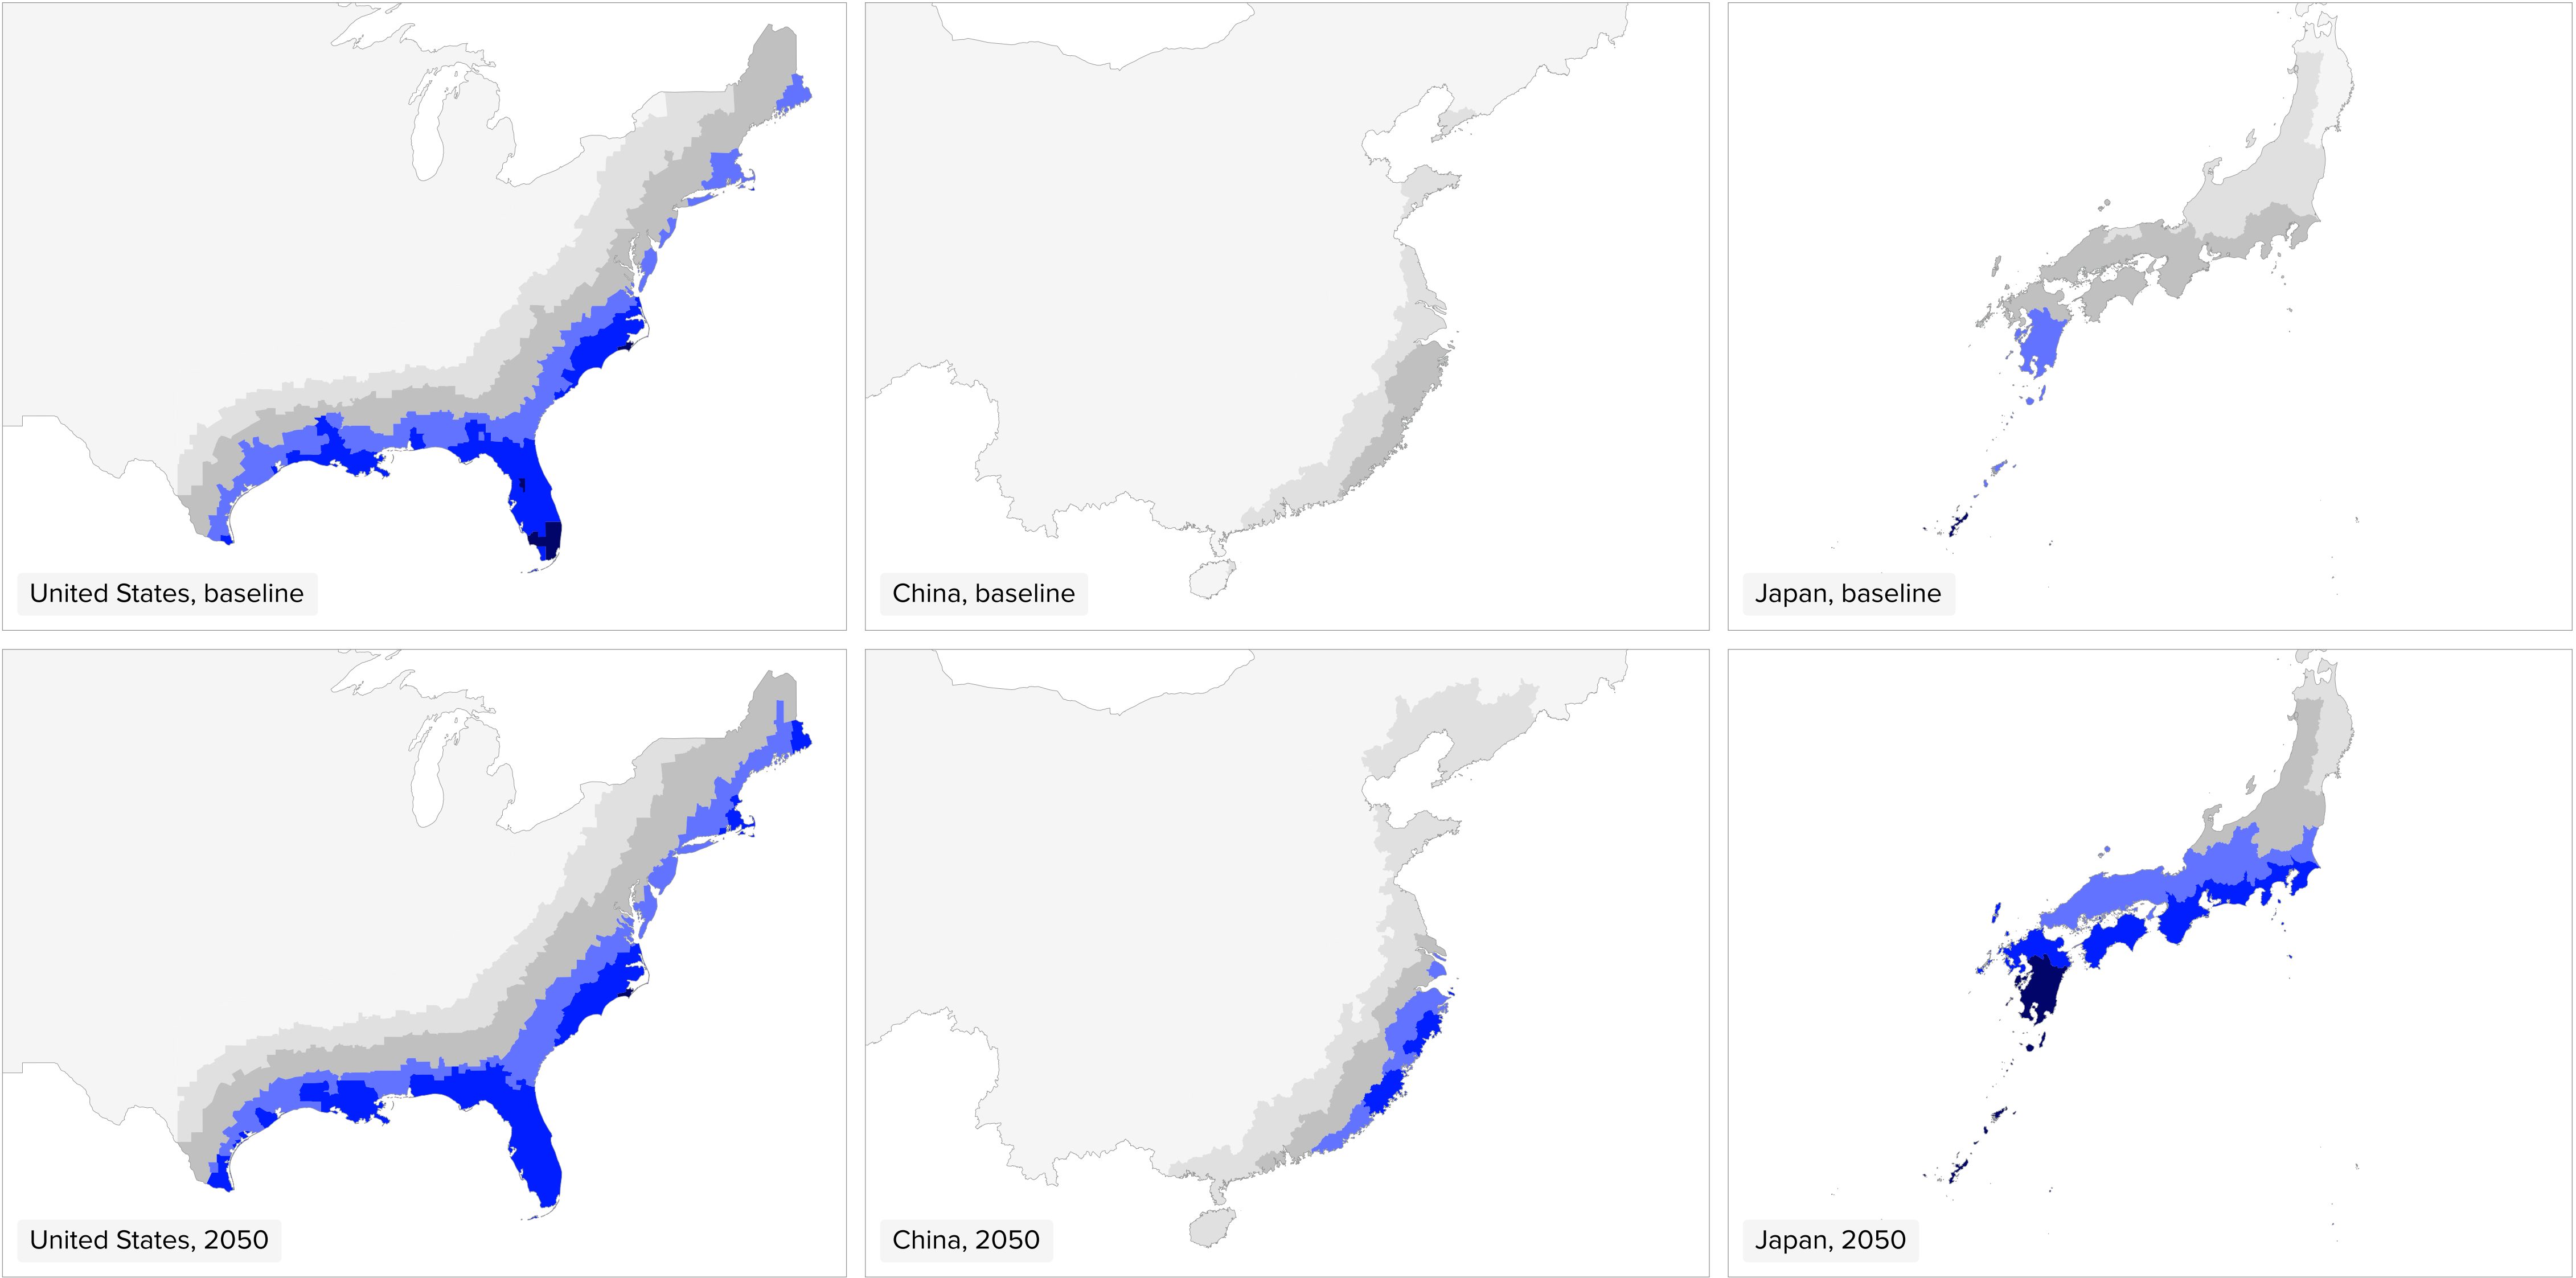 United States, baseline
China, baseline
Japan, baseline
United States, 2050
China, 2050
Japan, 2050